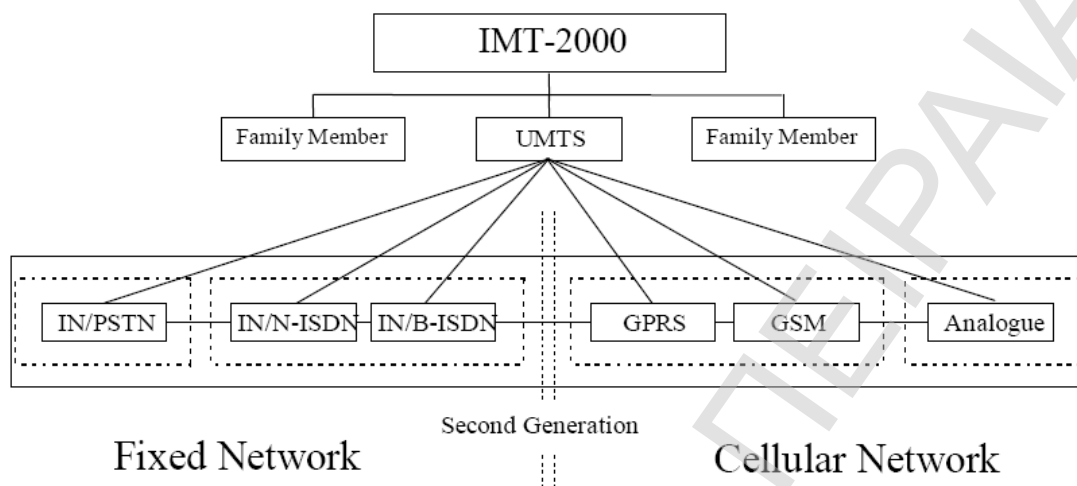 IMT-2000
Family Member
UMTS
Family Member
IN/PSTN
IN/N-ISDN
IN/B-ISDN
GPRS
GSM
Analogue
Second Generation
Fixed Network
Cellular Network
ΠΕΙΡΑΙΑ